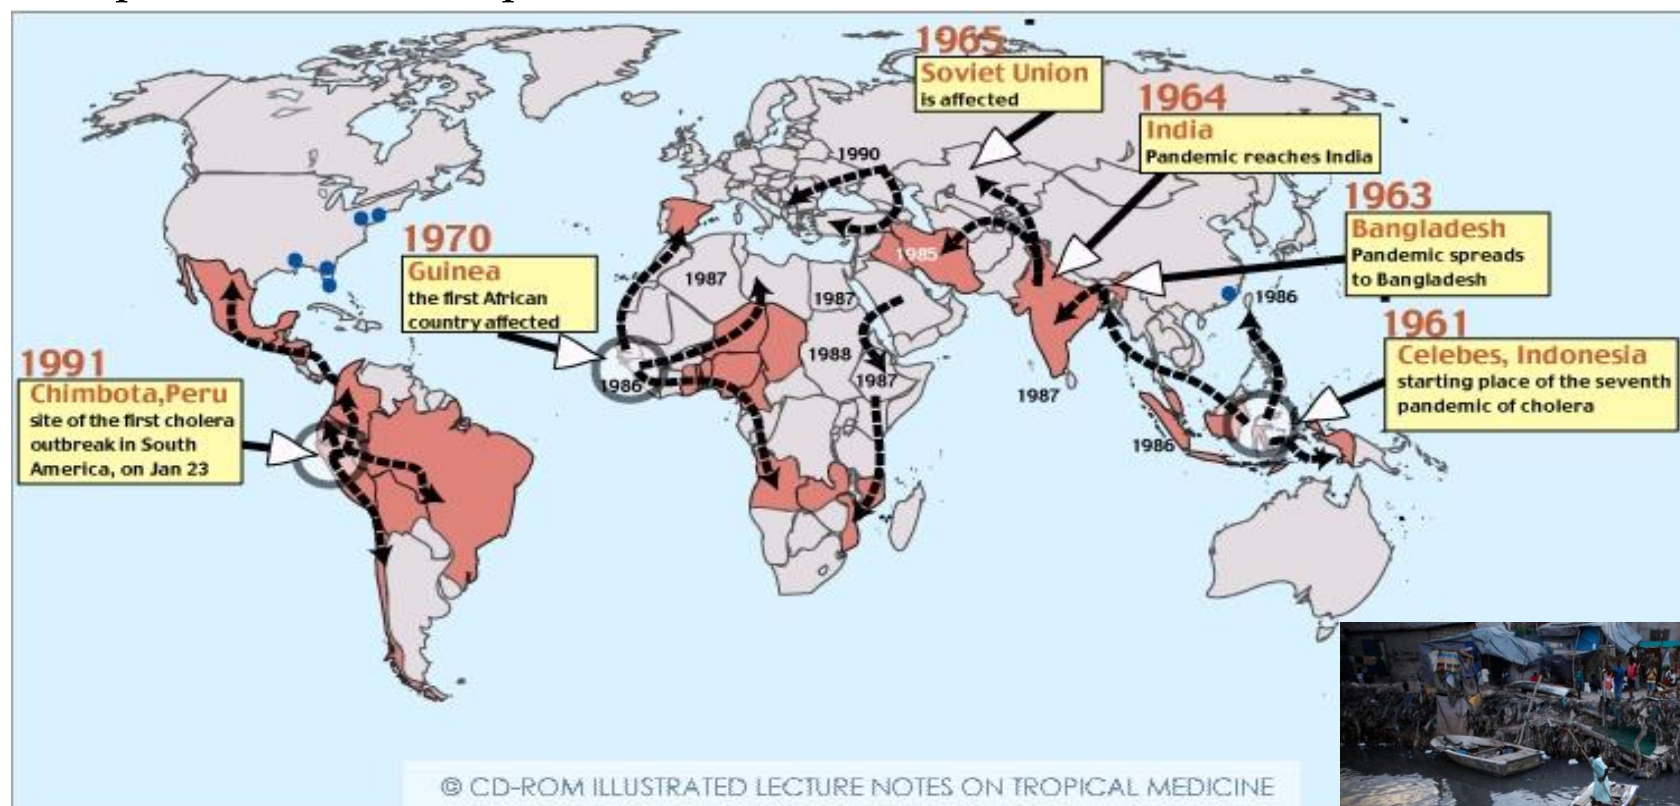 1965
Soviet Union
is affected
1964
India
Pandemic reaches India
1963
Bangladesh
Pandemic spreads
to Bangladesh
1961
Celebes, Indonesia
starting place of the seventh
pandemic of cholera
1970
Guinea
the first African
country affected
1991
Chimbota,Peru
site of the first cholera
outbreak in South
America, on Jan 23
1990
1985
1987
1987
1986
1988
1987
1986
1987
1986
© CD-ROM ILLUSTRATED LECTURE NOTES ON TROPICAL MEDICINE